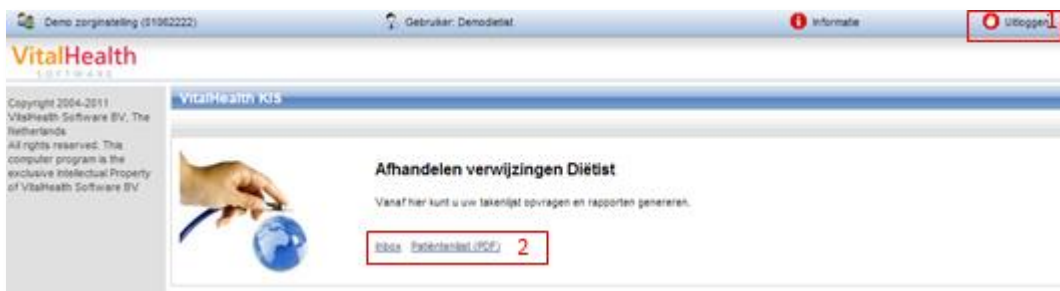 Demo zorginstelling (01062222) Gebruiker: Demodietist Informatie Uitloggen 1
VitalHealth
SOFTWARE
VitalHealth KIS
Copyright 2004-2011
VitalHealth Software BV, The
Netherlands
All rights reserved. This
computer program is the
exclusive Intellectual Property
of VitalHealth Software BV
Afhandelen verwijzingen Diëtist
Vanaf hier kunt u uw takenlijst opvragen en rapporten genereren.
Inbox Patiëntenlijst (PDF) 2